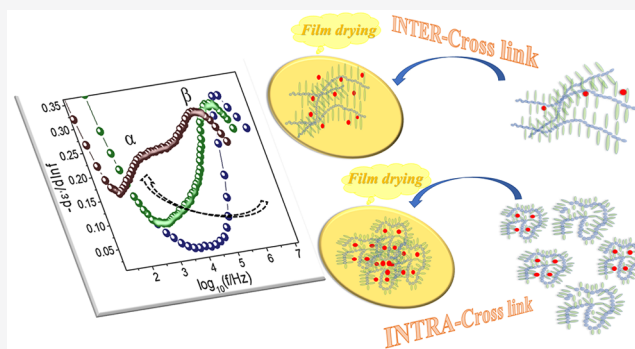 Film drying
INTER-Cross link
β
α
0.35
0.30
0.25
0.20
0.15
0.10
0.05
-dε'/dlnf
2 3 4 5 6 7
log10(f/Hz)
Film drying
INTRA-Cross link